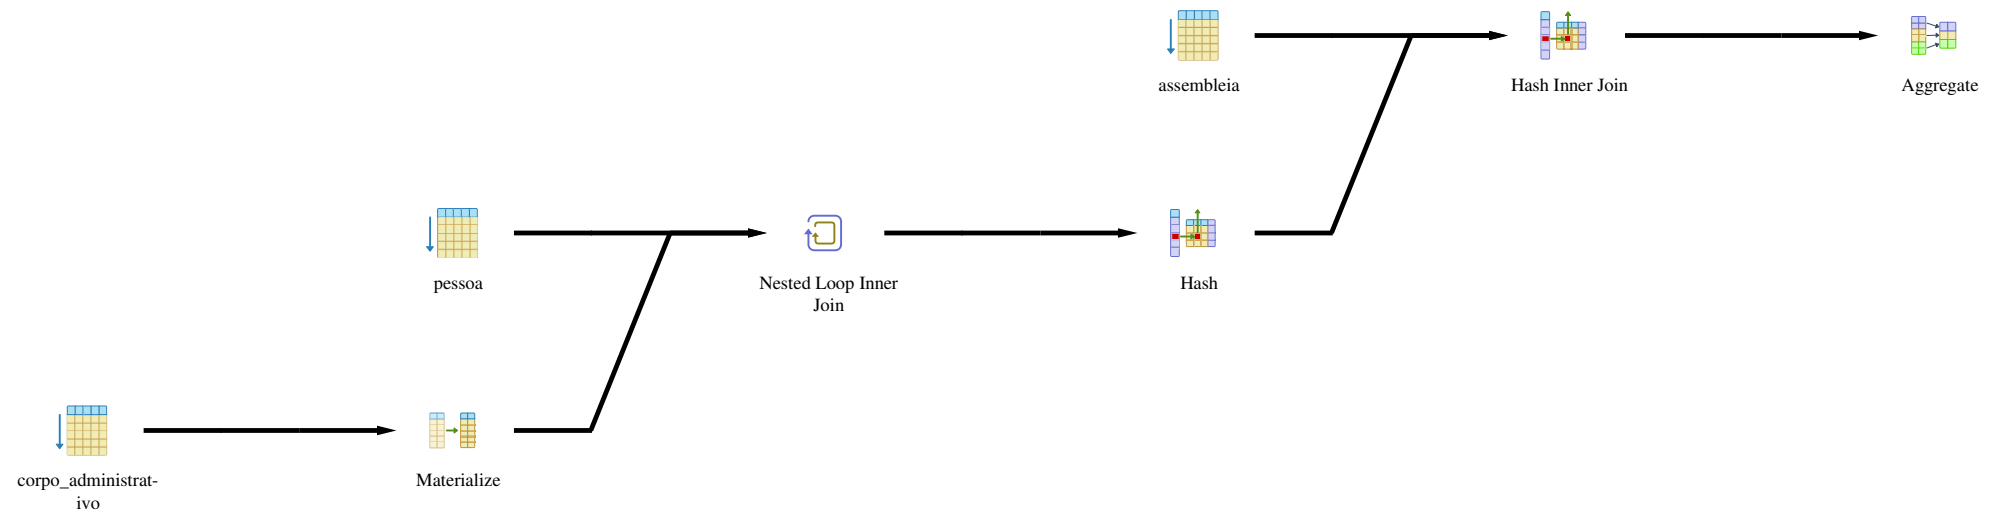 assembleia
Hash Inner Join
Aggregate
pessoa
Nested Loop Inner
Join
Hash
corpo_administrat-
ivo
Materialize